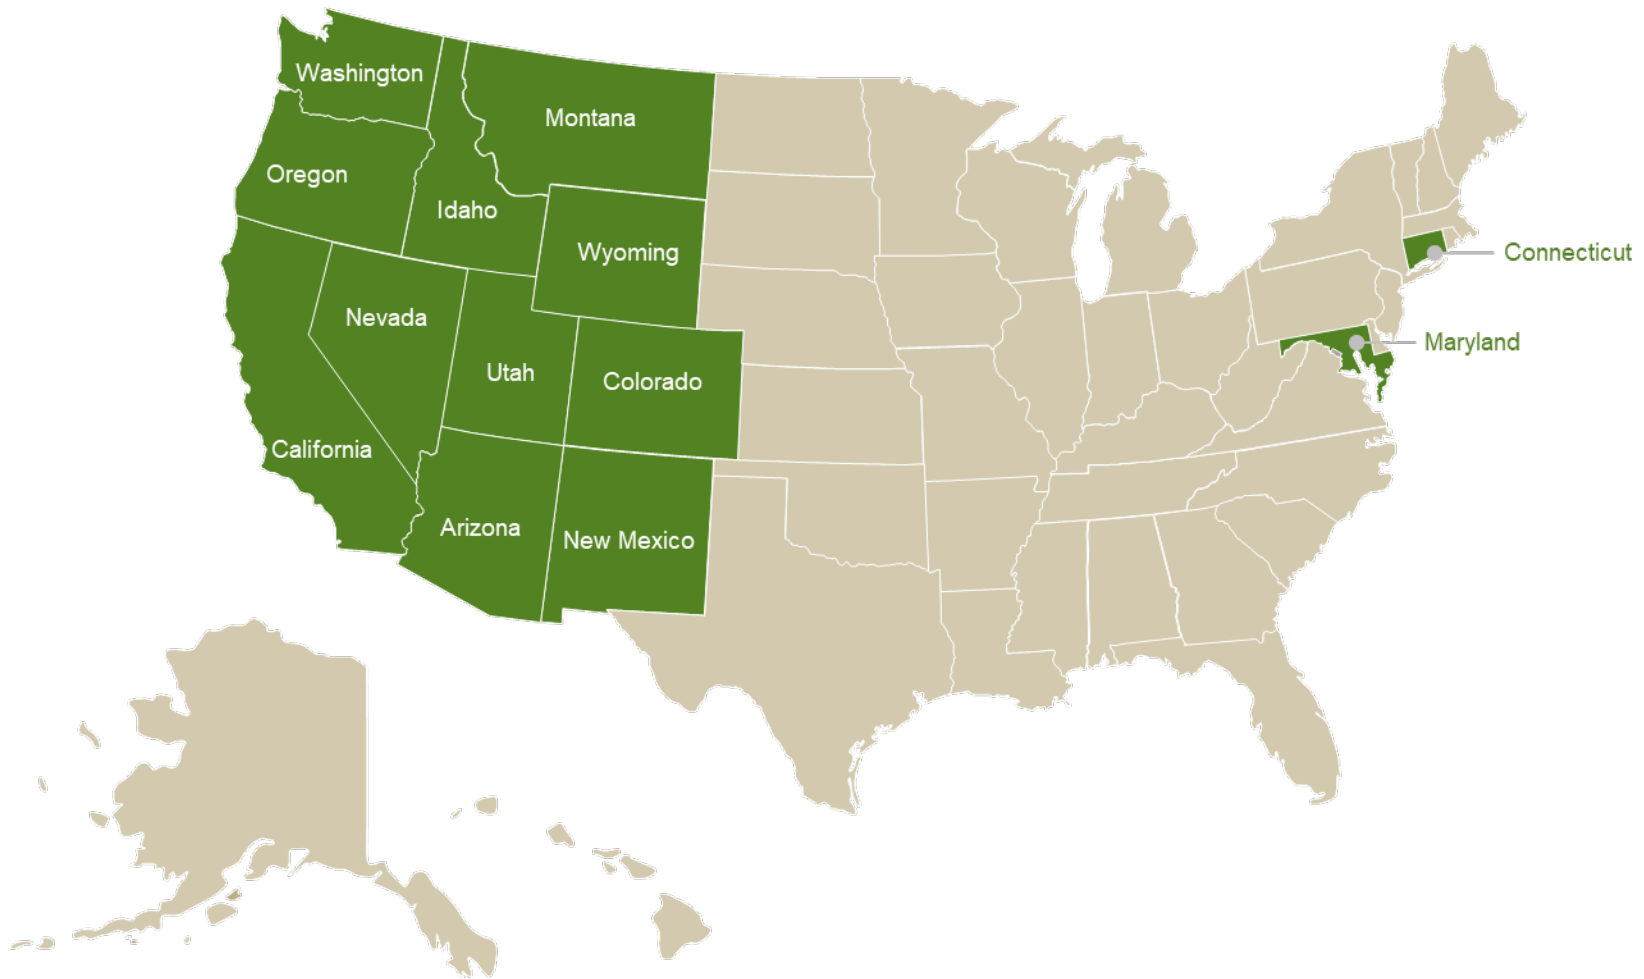 Washington
Montana
Oregon
Idaho
Wyoming
Connecticut
Nevada
Maryland
Utah
Colorado
California
Arizona
New Mexico